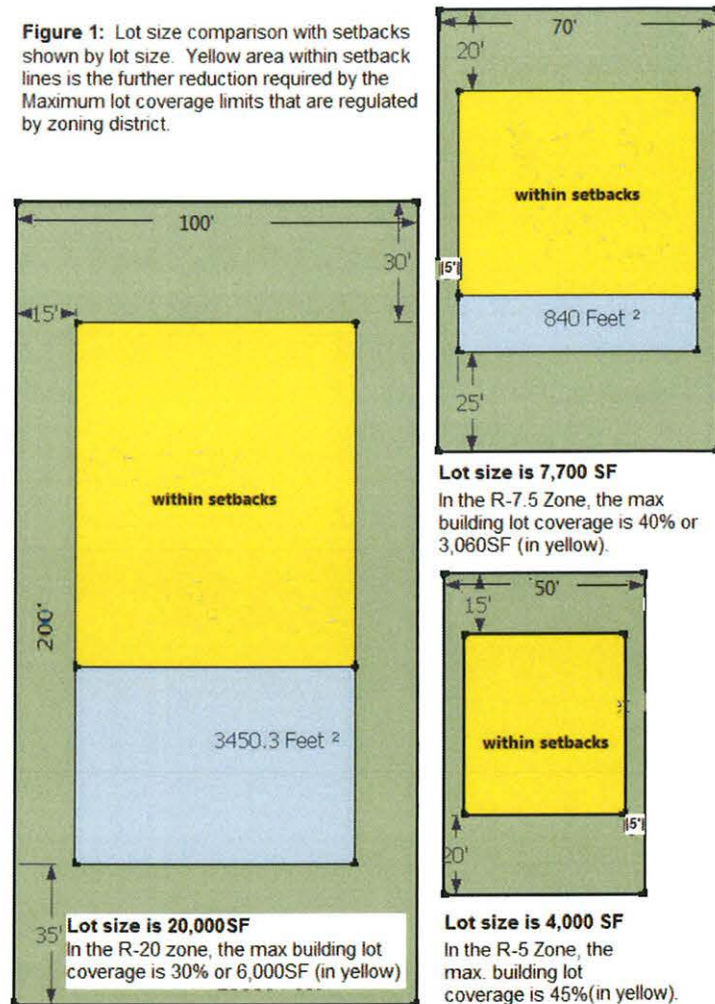 Figure 1: Lot size comparison with setbacks
shown by lot size. Yellow area within setback
lines is the further reduction required by the
Maximum lot coverage limits that are regulated
by zoning district.
70'
20'
within setbacks
5'
840 Feet ²
25'
Lot size is 7,700 SF
In the R-7.5 Zone, the max
building lot coverage is 40% or
3,060SF (in yellow).
100'
30'
15'
within setbacks
200'
3450.3 Feet ²
35'
Lot size is 20,000SF
In the R-20 zone, the max building lot
coverage is 30% or 6,000SF (in yellow)
50'
15'
within setbacks
5'
20'
Lot size is 4,000 SF
In the R-5 Zone, the
max. building lot
coverage is 45%(in yellow).